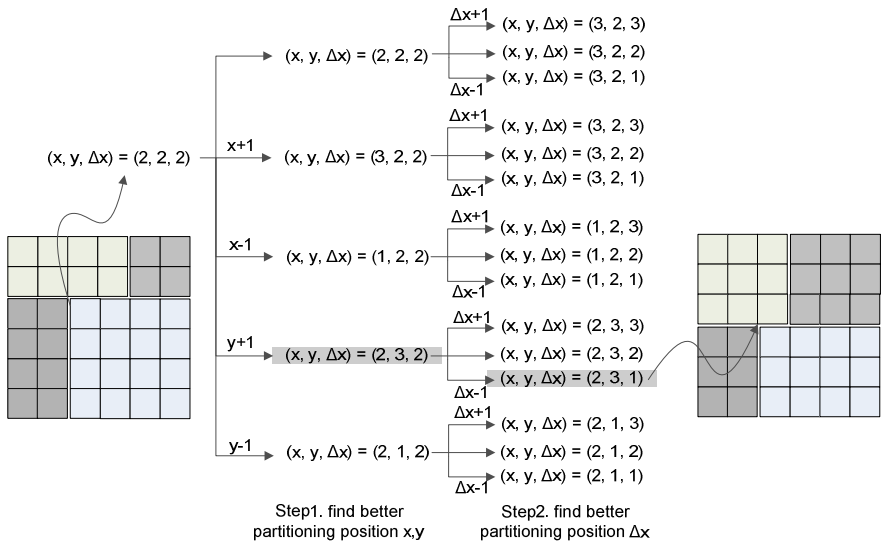 Δx+1
(x, y, Δx) = (3, 2, 3)
(x, y, Δx) = (2, 2, 2)
(x, y, Δx) = (3, 2, 2)
(x, y, Δx) = (3, 2, 1)
Δx-1
(x, y, Δx) = (2, 2, 2)
x+1
(x, y, Δx) = (3, 2, 2)
Δx+1
(x, y, Δx) = (3, 2, 3)
(x, y, Δx) = (3, 2, 2)
(x, y, Δx) = (3, 2, 1)
Δx-1
x-1
(x, y, Δx) = (1, 2, 2)
Δx+1
(x, y, Δx) = (1, 2, 3)
(x, y, Δx) = (1, 2, 2)
(x, y, Δx) = (1, 2, 1)
Δx-1
y+1
(x, y, Δx) = (2, 3, 2)
Δx+1
(x, y, Δx) = (2, 3, 3)
(x, y, Δx) = (2, 3, 2)
(x, y, Δx) = (2, 3, 1)
Δx-1
y-1
(x, y, Δx) = (2, 1, 2)
Δx+1
(x, y, Δx) = (2, 1, 3)
(x, y, Δx) = (2, 1, 2)
(x, y, Δx) = (2, 1, 1)
Δx-1
Step1. find better
partitioning position x,y
Step2. find better
partitioning position Δx